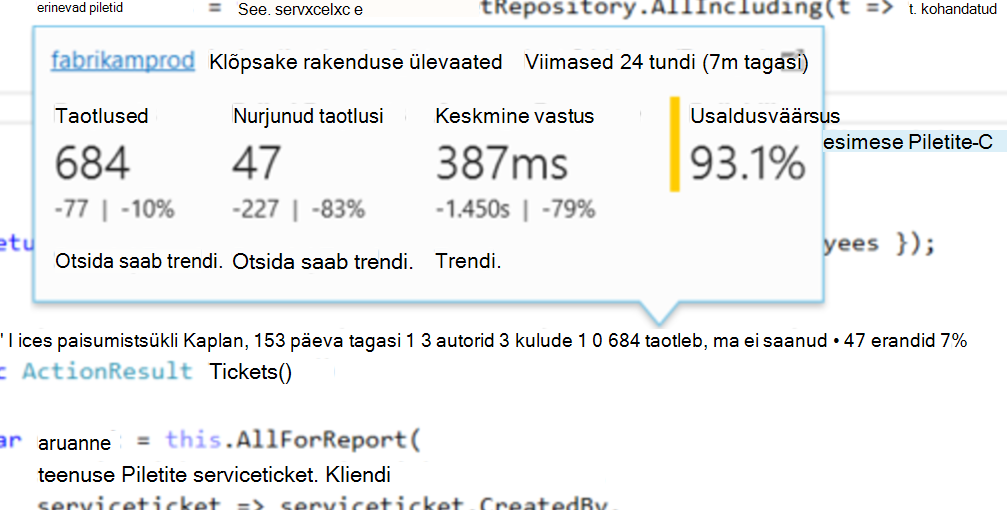 erinevad piletid = See. servxcelxc e tRepository.AllIncluding(t => t. kohandatud
fabrikamprod Klõpsake rakenduse ülevaated Viimased 24 tundi (7m tagasi)
Taotlused Nurjunud taotlusi Keskmine vastus Usaldusväärsus
esimese Piletite-C
684 47 387ms 93.1%
-77 | -10% -227 | -83% -1.450s | -79%
etu yees });
Otsida saab trendi. Otsida saab trendi. Trendi.
' l ices paisumistsükli Kaplan, 153 päeva tagasi 1 3 autorid 3 kulude 1 0 684 taotleb, ma ei saanud • 47 erandid 7%
c ActionResult Tickets()
ar aruanne = this.AllForReport(
teenuse Piletite serviceticket. Kliendi
serviceticket => serviceticket.CreatedBy,